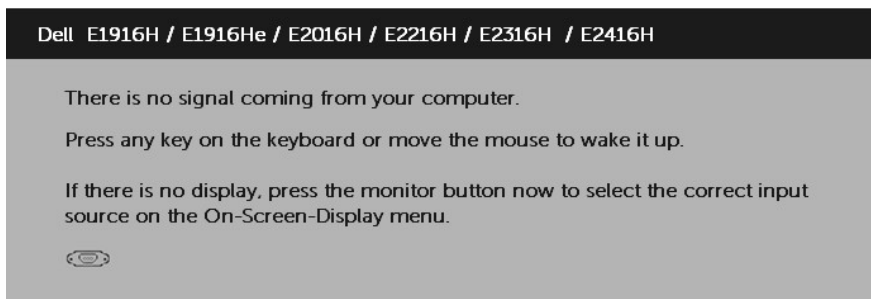 Dell E1916H / E1916He / E2016H / E2216H / E2316H / E2416H
There is no signal coming from your computer.
Press any key on the keyboard or move the mouse to wake it up.
If there is no display, press the monitor button now to select the correct input
source on the On-Screen-Display menu.